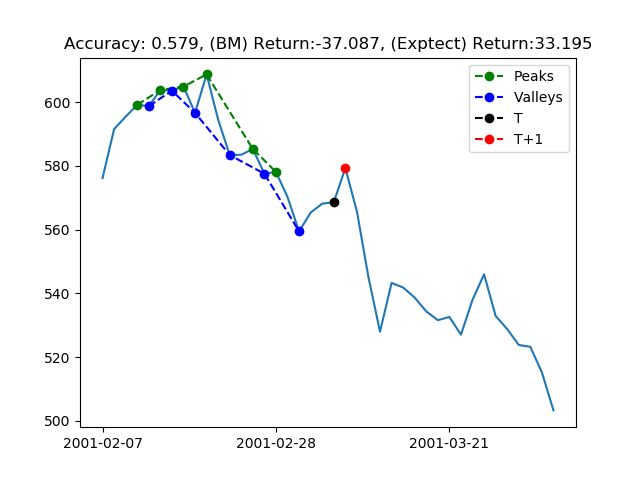 Accuracy: 0.579, (BM) Return:-37.087, (Exptect) Return:33.195
Peaks
Valleys
T
T+1
600
580
560
540
520
500
2001-02-07
2001-02-28
2001-03-21